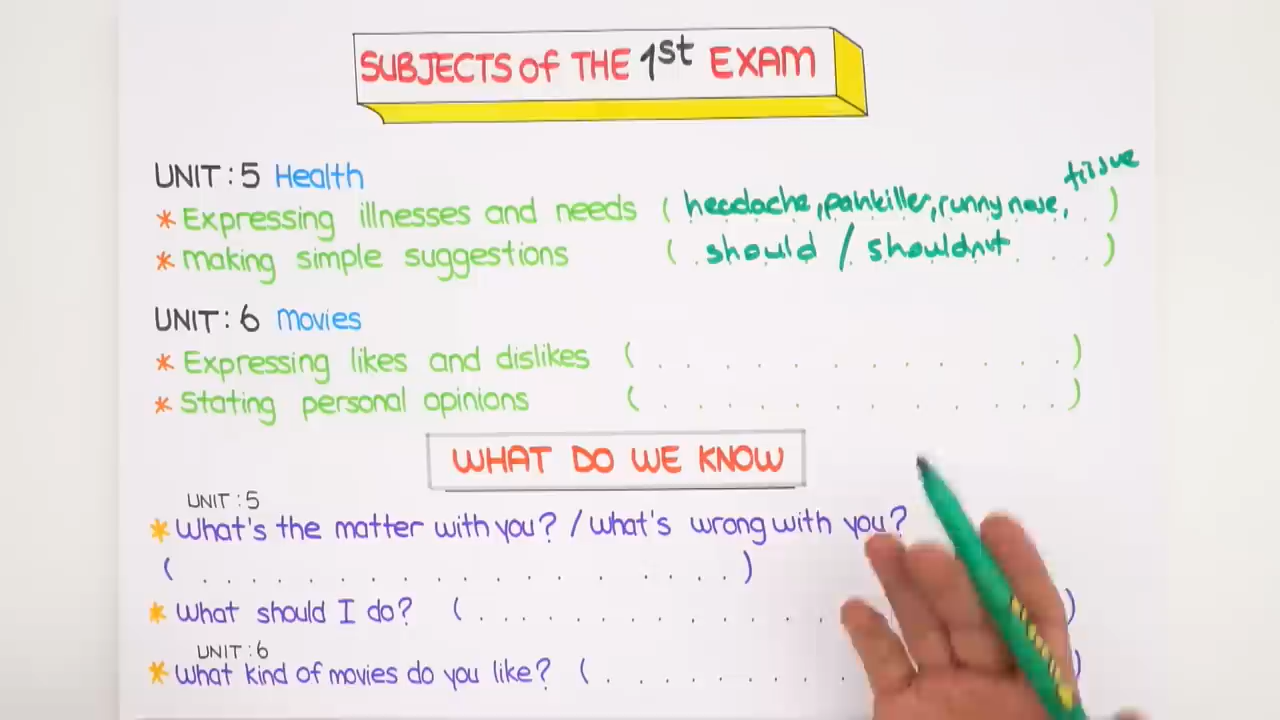 SUBJECTS of THE 1st EXAM
UNIT : 5 Health
* Expressing illnesses and needs ( headache, painkiller, runny nose, tissue )
* making simple suggestions ( . should / shouldn't . . . . )
UNIT : 6 Movies
* Expressing likes and dislikes ( . . . . . . . . . . . )
* Stating personal opinions ( . . . . . . . . . . . )
WHAT DO WE KNOW
UNIT : 5
* What's the matter with you? / what's wrong with you?
( . . . . . . . . . . . . . . . . )
* What should I do? ( . . . . . . . . . . . )
UNIT : 6
* What kind of movies do you like? ( . . . . . . . . )